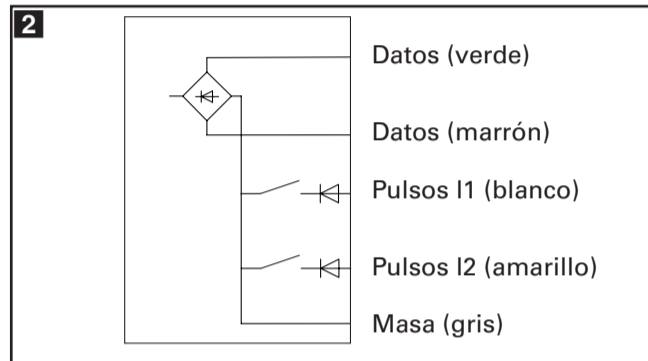 2
Datos (verde)
Datos (marrón)
Pulsos I1 (blanco)
Pulsos I2 (amarillo)
Masa (gris)